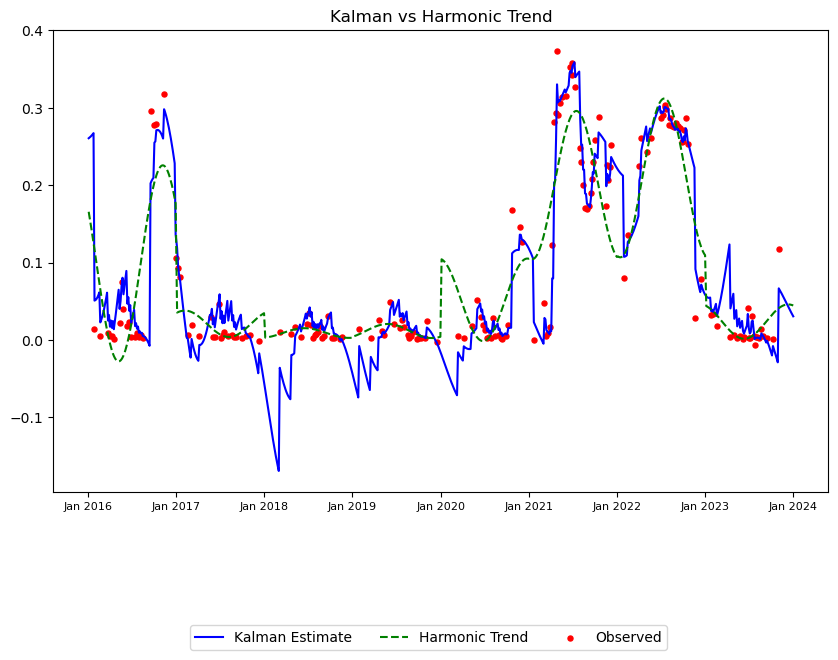 Kalman vs Harmonic Trend
0.4
0.3
0.2
0.1
0.0
−0.1
Jan 2016 Jan 2017 Jan 2018 Jan 2019 Jan 2020 Jan 2021 Jan 2022 Jan 2023 Jan 2024
Kalman Estimate Harmonic Trend Observed